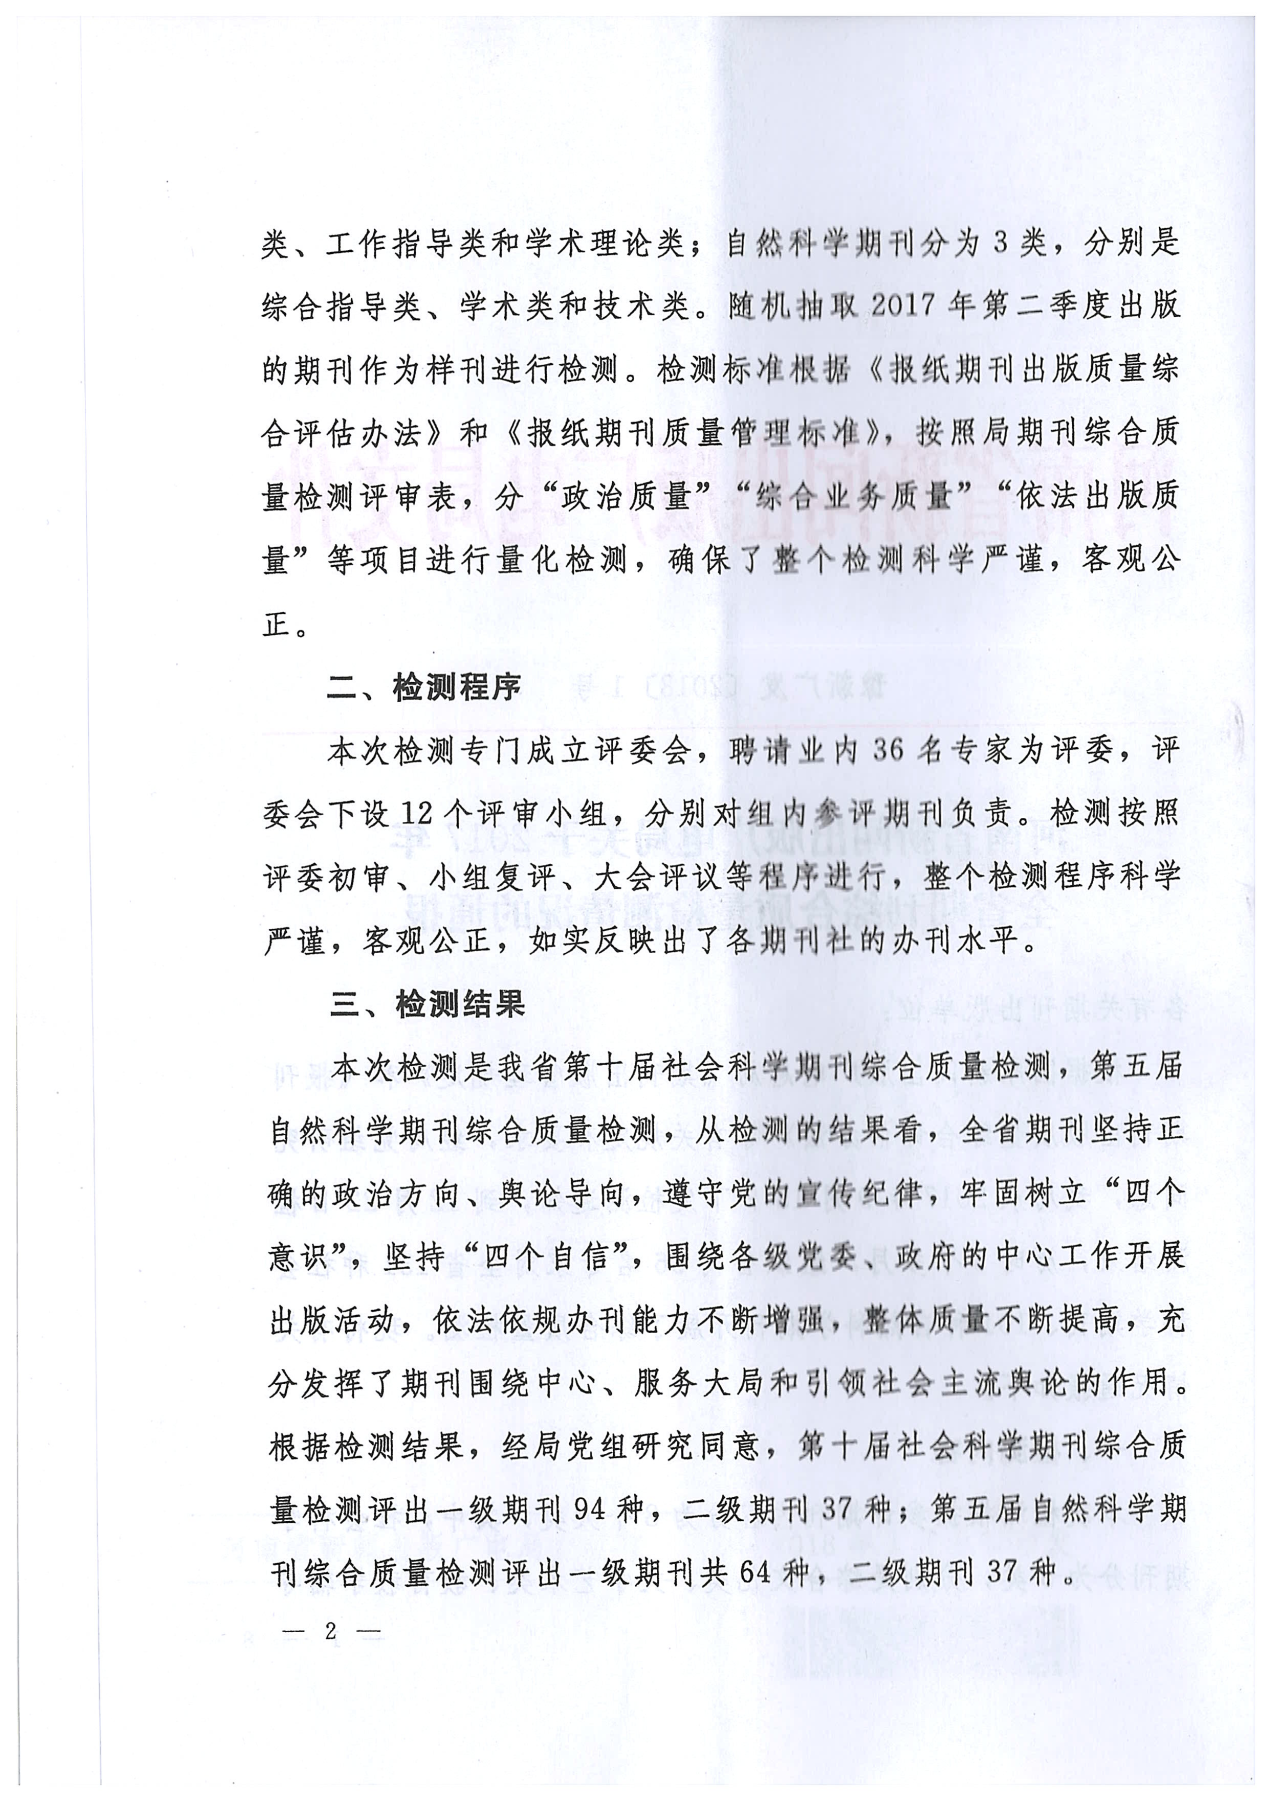 类、工作指导类和学术理论类；自然科学期刊分为3类，分别是
综合指导类、学术类和技术类。随机抽取2017年第二季度出版
的期刊作为样刊进行检测。检测标准根据《报纸期刊出版质量综
合评估办法》和《报纸期刊质量管理标准》，按照局期刊综合质
量检测评审表，分“政治质量”“综合业务质量”“依法出版质
量”等项目进行量化检测，确保了整个检测科学严谨，客观公
正。
二、检测程序
本次检测专门成立评委会，聘请业内36名专家为评委，评
委会下设12个评审小组，分别对组内参评期刊负责。检测按照
评委初审、小组复评、大会评议等程序进行，整个检测程序科学
严谨，客观公正，如实反映出了各期刊社的办刊水平。
三、检测结果
本次检测是我省第十届社会科学期刊综合质量检测，第五届
自然科学期刊综合质量检测，从检测的结果看，全省期刊坚持正
确的政治方向、舆论导向，遵守党的宣传纪律，牢固树立“四个
意识”，坚持“四个自信”，围绕各级党委、政府的中心工作开展
出版活动，依法依规办刊能力不断增强，整体质量不断提高，充
分发挥了期刊围绕中心、服务大局和引领社会主流舆论的作用。
根据检测结果，经局党组研究同意，第十届社会科学期刊综合质
量检测评出一级期刊94种，二级期刊37种；第五届自然科学期
刊综合质量检测评出一级期刊共64种，二级期刊37种。
— 2 —